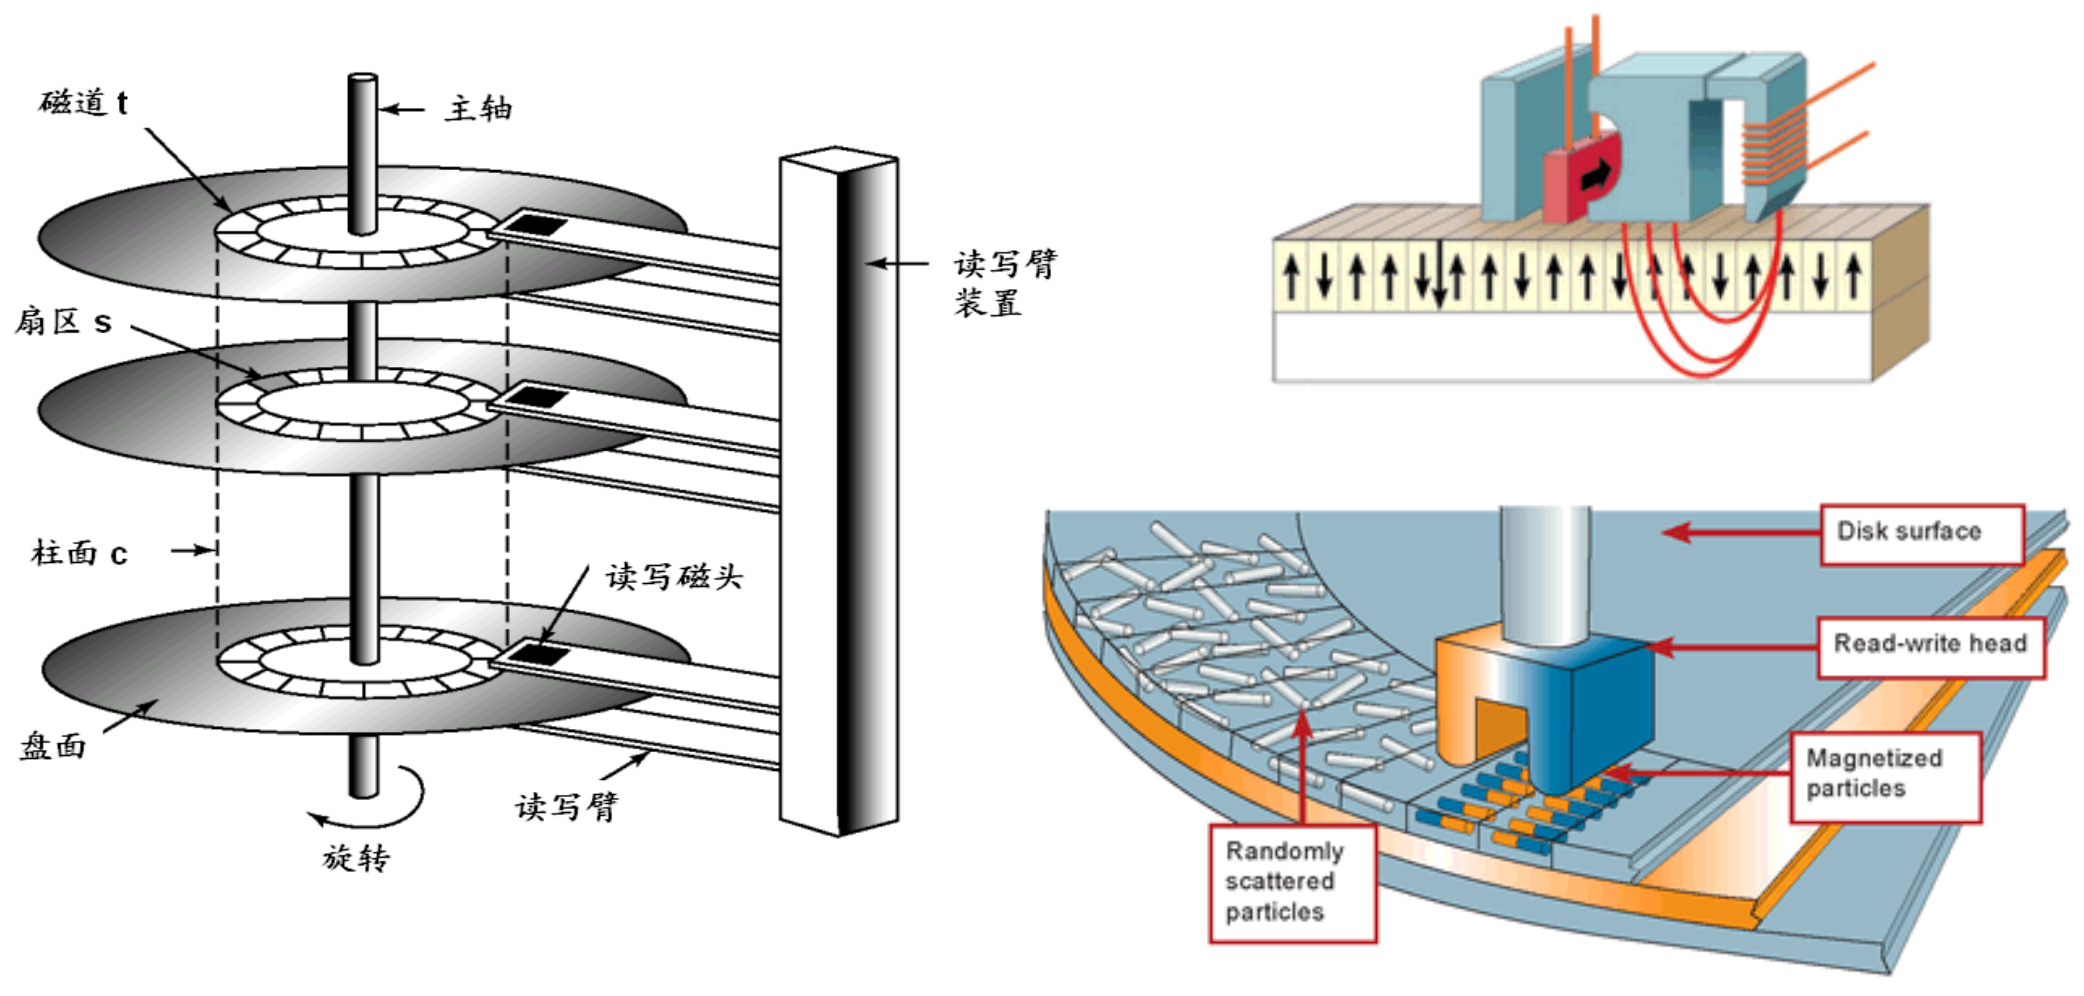 磁道 t
主轴
读写臂
装置
扇区 s
柱面 c
读写磁头
盘面
读写臂
旋转
Disk surface
Read-write head
Magnetized
particles
Randomly
scattered
particles